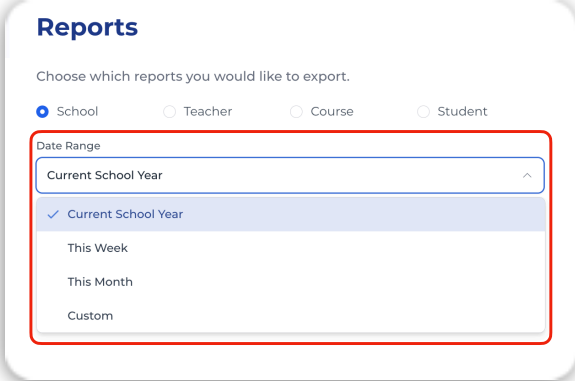 Reports
Choose which reports you would like to export.
School Teacher Course Student
Date Range
Current School Year
Current School Year
This Week
This Month
Custom